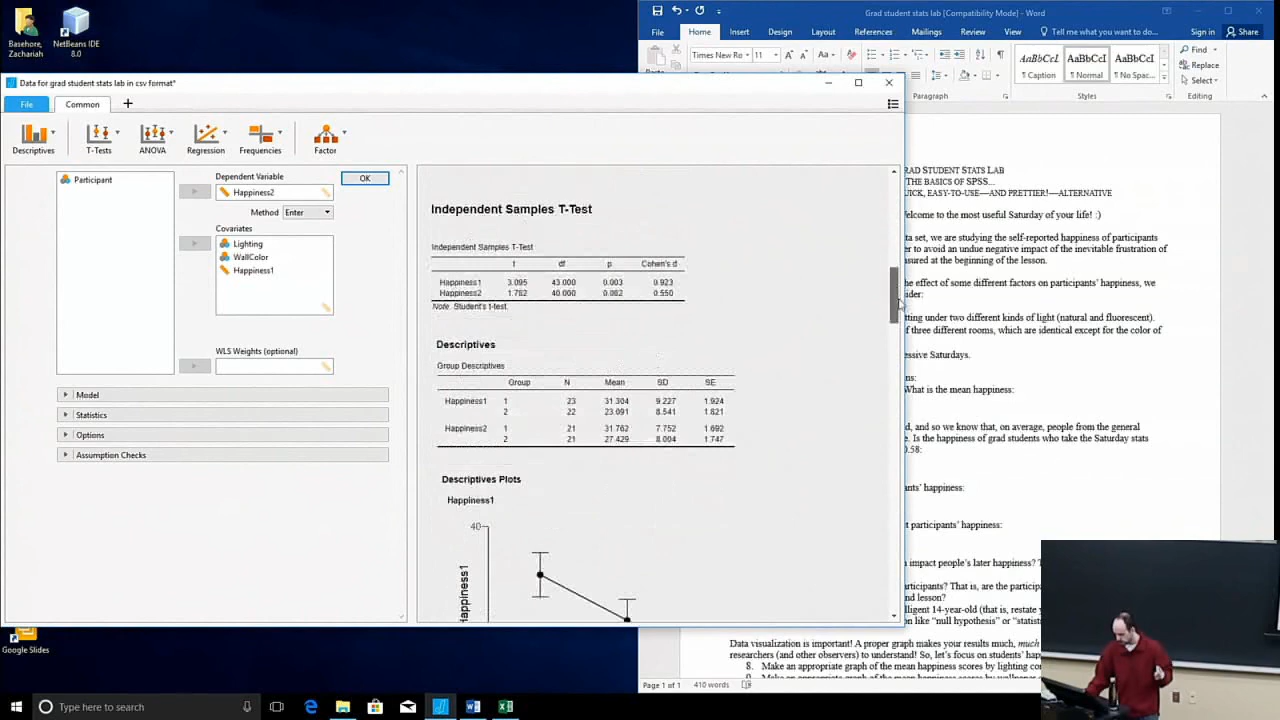 Basehore, Zachariah
NetBeans IDE 8.0
Grad student stats lab [Compatibility Mode] - Word
File Home Insert Design Layout References Mailings Review View Tell me what you want to do... Sign in Share
Times New Ro 11 Aa
AaBbCcI AaBbCcI AaBbCcI
¶ Caption ¶ Normal ¶ No Spac...
Find
Replace
Select
Paragraph Styles Editing
Data for grad student stats lab in csv format*
File Common +
Descriptives T-Tests ANOVA Regression Frequencies Factor
Participant
Dependent Variable
Happiness2
OK
Method Enter
Covariates
Lighting
WallColor
Happiness1
WLS Weights (optional)
Model
Statistics
Options
Assumption Checks
Independent Samples T-Test
Independent Samples T-Test
t df p Cohen's d
Happiness1 3.095 43.000 0.003 0.923
Happiness2 1.782 40.000 0.082 0.550
Note. Student's t-test.
Descriptives
Group Descriptives
Group N Mean SD SE
Happiness1 1 23 31.304 9.227 1.924
2 22 23.091 8.541 1.821
Happiness2 1 21 31.762 7.752 1.692
2 21 27.429 8.004 1.747
Descriptives Plots
Happiness1
40
Happiness1
RAD STUDENT STATS LAB
THE BASICS OF SPSS...
QUICK, EASY-TO-USE—AND PRETTIER!—ALTERNATIVE
Welcome to the most useful Saturday of your life! :)
ta set, we are studying the self-reported happiness of participants
er to avoid an undue negative impact of the inevitable frustration of
asured at the beginning of the lesson.
the effect of some different factors on participants' happiness, we
ider:
tting under two different kinds of light (natural and fluorescent).
of three different rooms, which are identical except for the color of
essive Saturdays.
ns:
What is the mean happiness:
d, and so we know that, on average, people from the general
e. Is the happiness of grad students who take the Saturday stats
0.58:
ants' happiness:
t participants' happiness:
n impact people's later happiness? T
articipants? That is, are the particip
nd lesson?
elligent 14-year-old (that is, restate y
on like "null hypothesis" or "statist
Data visualization is important! A proper graph makes your results much, much
researchers (and other observers) to understand! So, let's focus on students' hap
8. Make an appropriate graph of the mean happiness scores by lighting con
Page 1 of 1 410 words
Google Slides
Type here to search